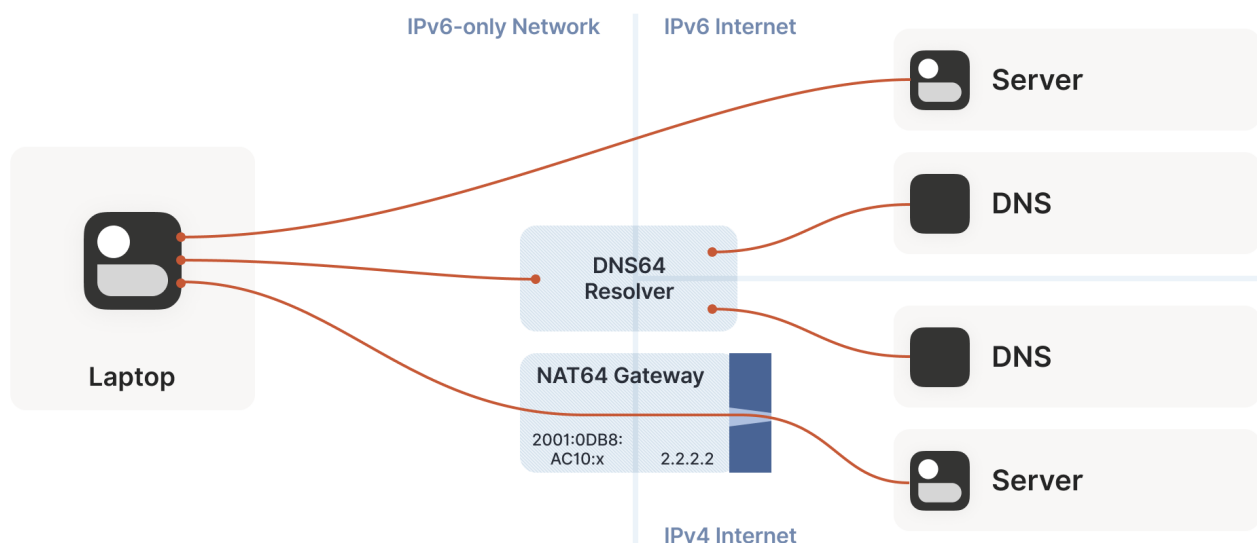 IPv6-only Network
IPv6 Internet
Server
DNS
DNS64
Resolver
Laptop
NAT64 Gateway
2001:0DB8:
AC10:x
2.2.2.2
DNS
Server
IPv4 Internet